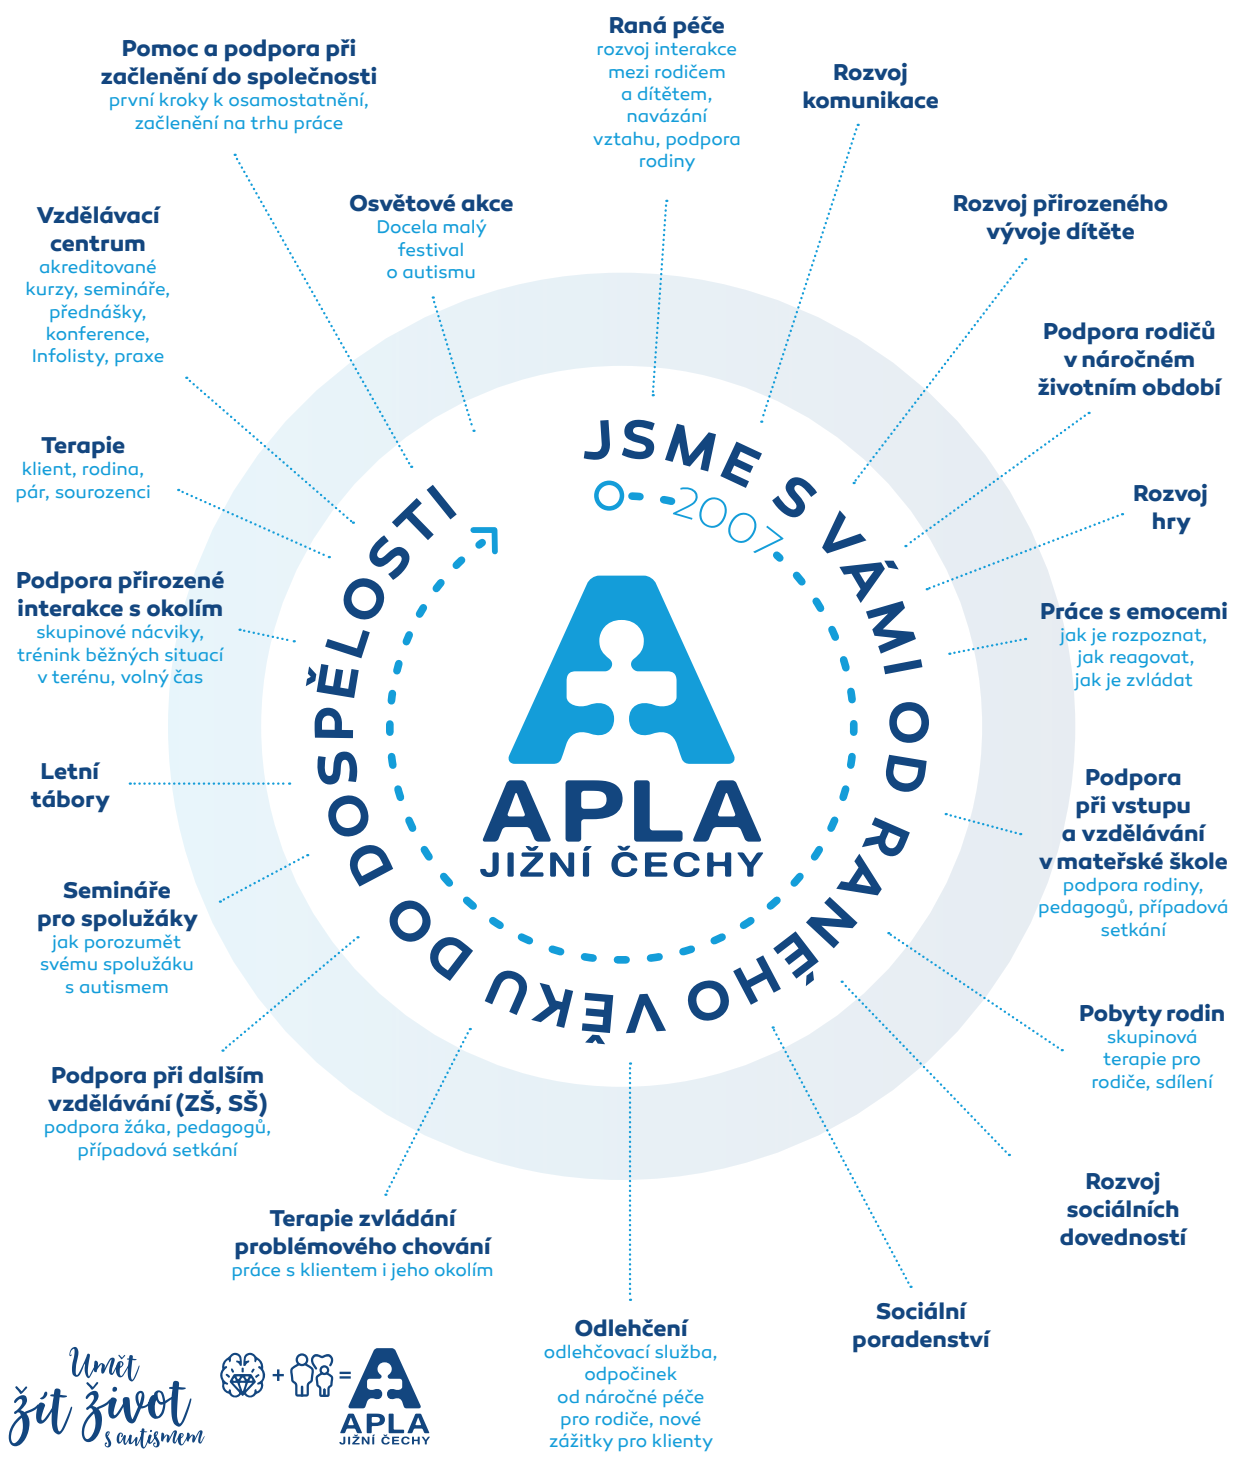 Raná péče
rozvoj interakce
mezi rodičem
a dítětem,
navázání
vztahu, podpora
rodiny
Rozvoj
komunikace
Rozvoj přirozeného
vývoje dítěte
Podpora rodičů
v náročném
životním období
Rozvoj
hry
Práce s emocemi
jak je rozpoznat,
jak reagovat,
jak je zvládat
Podpora
při vstupu
a vzdělávání
v mateřské škole
podpora rodiny,
pedagogů, případová
setkání
Pobyty rodin
skupinová
terapie pro
rodiče, sdílení
Rozvoj
sociálních
dovedností
Sociální
poradenství
Odlehčení
odlehčovací služba,
odpočinek
od náročné péče
pro rodiče, nové
zážitky pro klienty
Terapie zvládání
problémového chování
práce s klientem i jeho okolím
Podpora při dalším
vzdělávání (ZŠ, SŠ)
podpora žáka, pedagogů,
případová setkání
Semináře
pro spolužáky
jak porozumět
svému spolužáku
s autismem
Letní
tábory
Podpora přirozené
interakce s okolím
skupinové nácviky,
trénink běžných situací
v terénu, volný čas
Terapie
klient, rodina,
pár, sourozenci
Vzdělávací
centrum
akreditované
kurzy, semináře,
přednášky,
konference,
Infolisty, praxe
Pomoc a podpora při
začlenění do společnosti
první kroky k osamostatnění,
začlenění na trhu práce
Osvětové akce
Docela malý
festival
o autismu
JSME S VÁMI OD RANÉHO VĚKU DO DOSPĚLOSTI
2007
APLA
JIŽNÍ ČECHY
Umět
žít život
s autismem
+ =
APLA
JIŽNÍ ČECHY